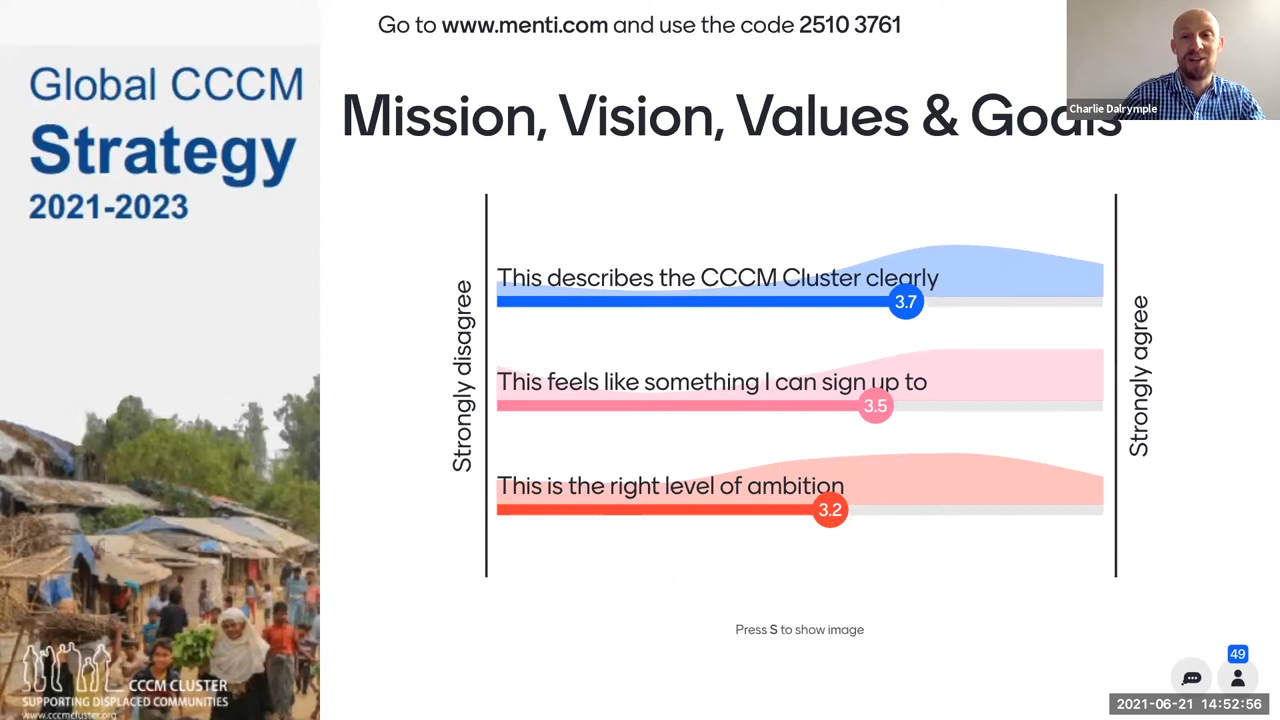 Go to www.menti.com and use the code 2510 3761
Global CCCM
Strategy
2021-2023
Charlie Dalrymple
Mission, Vision, Values & Goals
Strongly disagree
This describes the CCCM Cluster clearly
3.7
This feels like something I can sign up to
3.5
This is the right level of ambition
3.2
Strongly agree
Press S to show image
49
CCCM CLUSTER
SUPPORTING DISPLACED COMMUNITIES
www.cccmcluster.org
2021-06-21 14:52:56